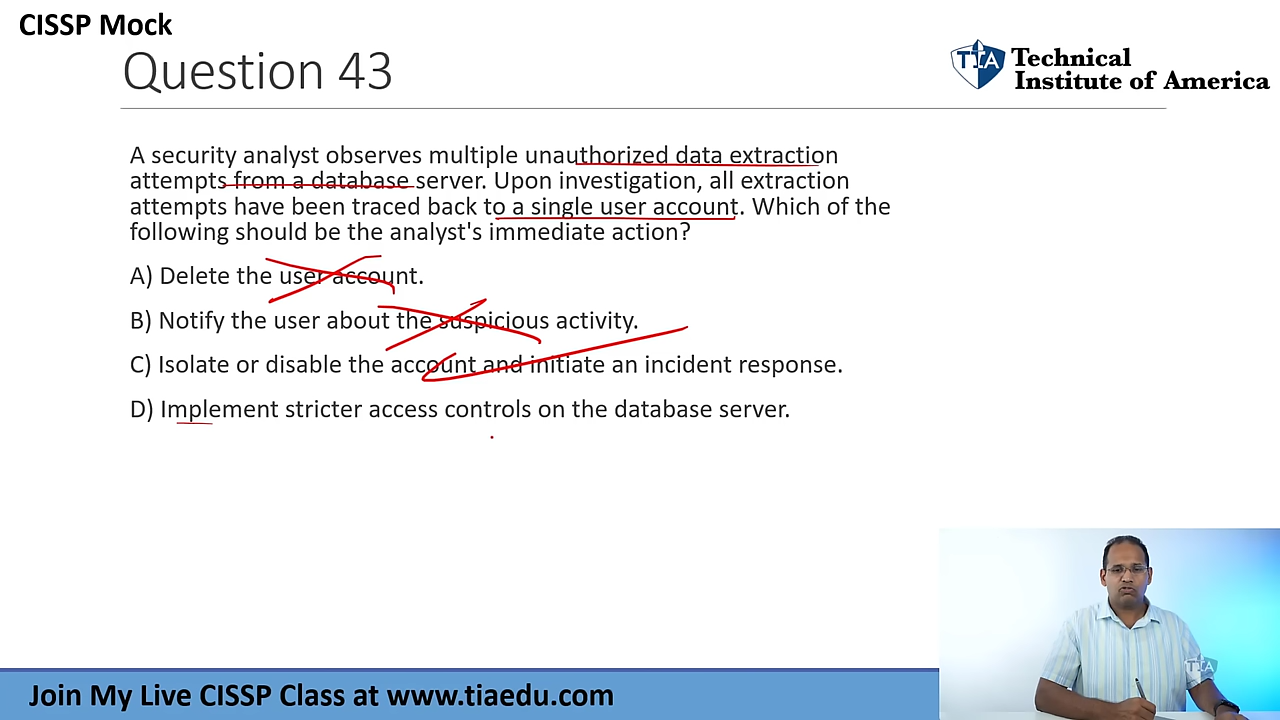 CISSP Mock
Question 43
TIA
Technical
Institute of America
A security analyst observes multiple unauthorized data extraction
attempts from a database server. Upon investigation, all extraction
attempts have been traced back to a single user account. Which of the
following should be the analyst's immediate action?
A) Delete the user account.
B) Notify the user about the suspicious activity.
C) Isolate or disable the account and initiate an incident response.
D) Implement stricter access controls on the database server.
TIA
Join My Live CISSP Class at www.tiaedu.com